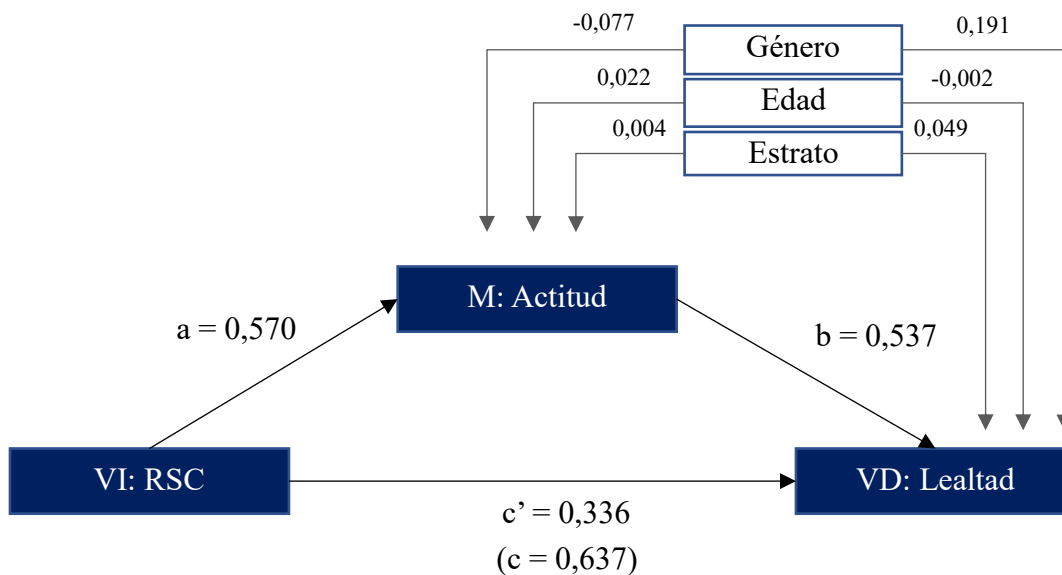 -0,077
Género
0,191
0,022
Edad
-0,002
0,004
Estrato
0,049
M: Actitud
a = 0,570
b = 0,537
VI: RSC
VD: Lealtad
c’ = 0,336
(c = 0,637)